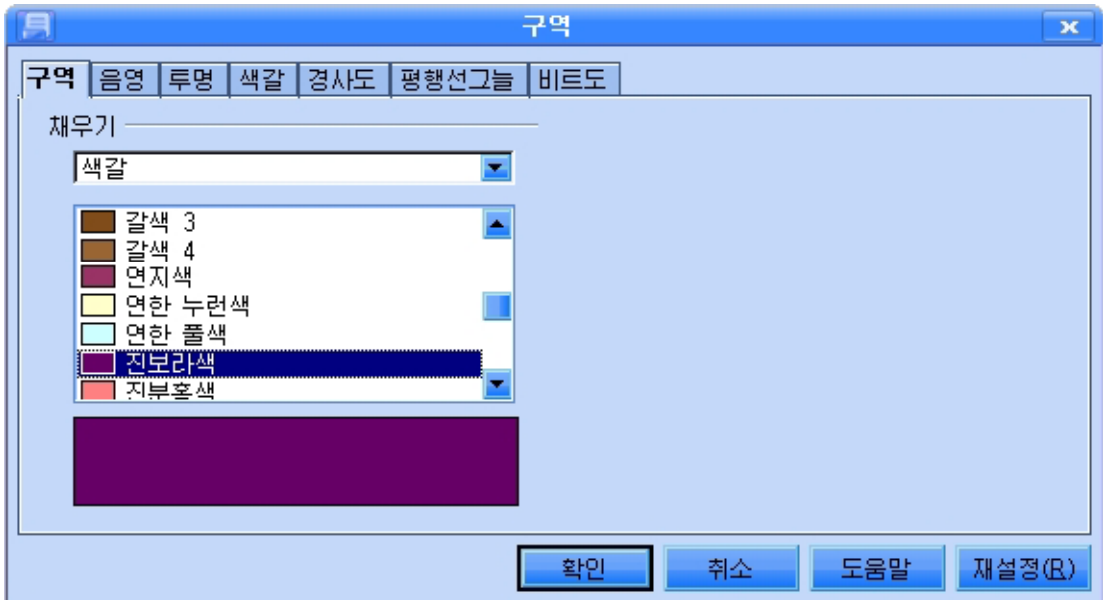 구역
구역 음영 투명 색갈 경사도 평행선그늘 비트도
채우기
색갈
갈색 3
갈색 4
연지색
연한 누런색
연한 풀색
진보라색
진부홍색
확인 취소 도움말 재설정(R)